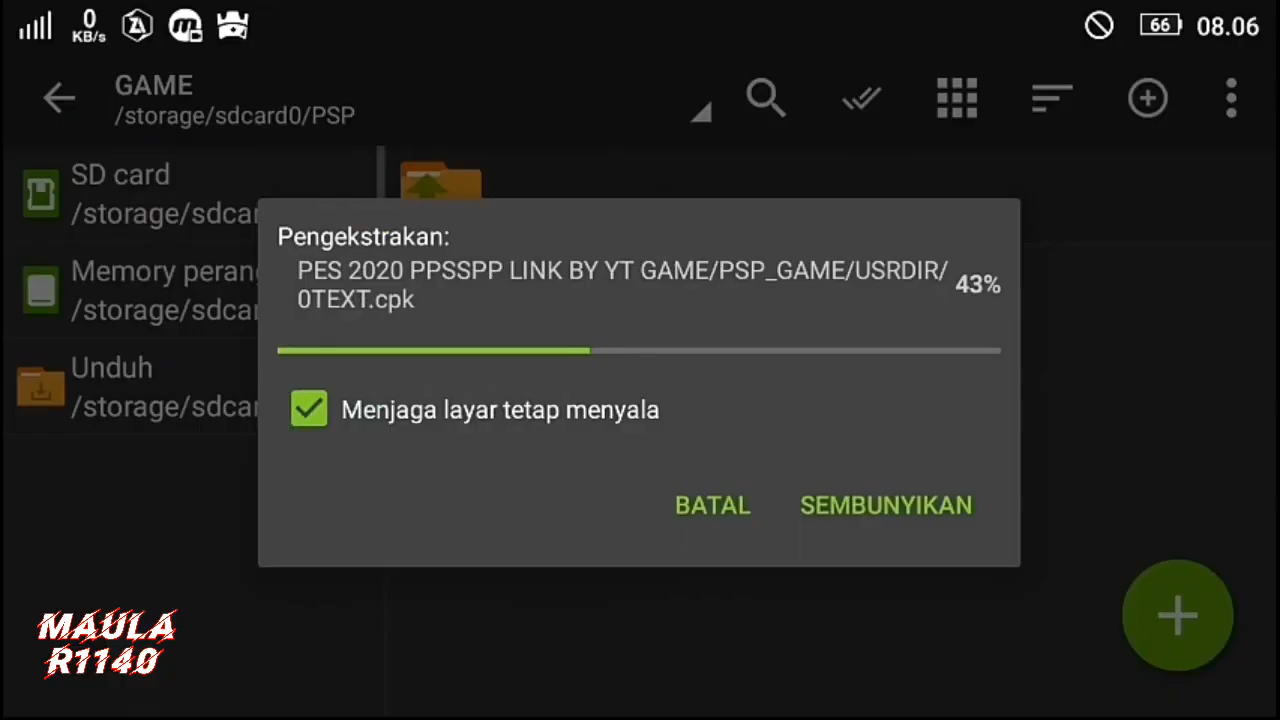 0
KB/s
66
08.06
GAME
/storage/sdcard0/PSP
SD card
/storage/sdcar
Memory perang
/storage/sdcar
Unduh
/storage/sdcar
Pengekstrakan:
PES 2020 PPSSPP LINK BY YT GAME/PSP_GAME/USRDIR/
0TEXT.cpk
43%
Menjaga layar tetap menyala
BATAL
SEMBUNYIKAN
MAULA
R1140